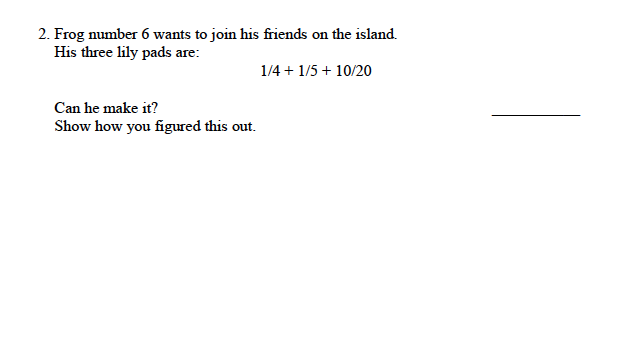 2. Frog number 6 wants to join his friends on the island.
His three lily pads are:
1/4 + 1/5 + 10/20
Can he make it?
Show how you figured this out.